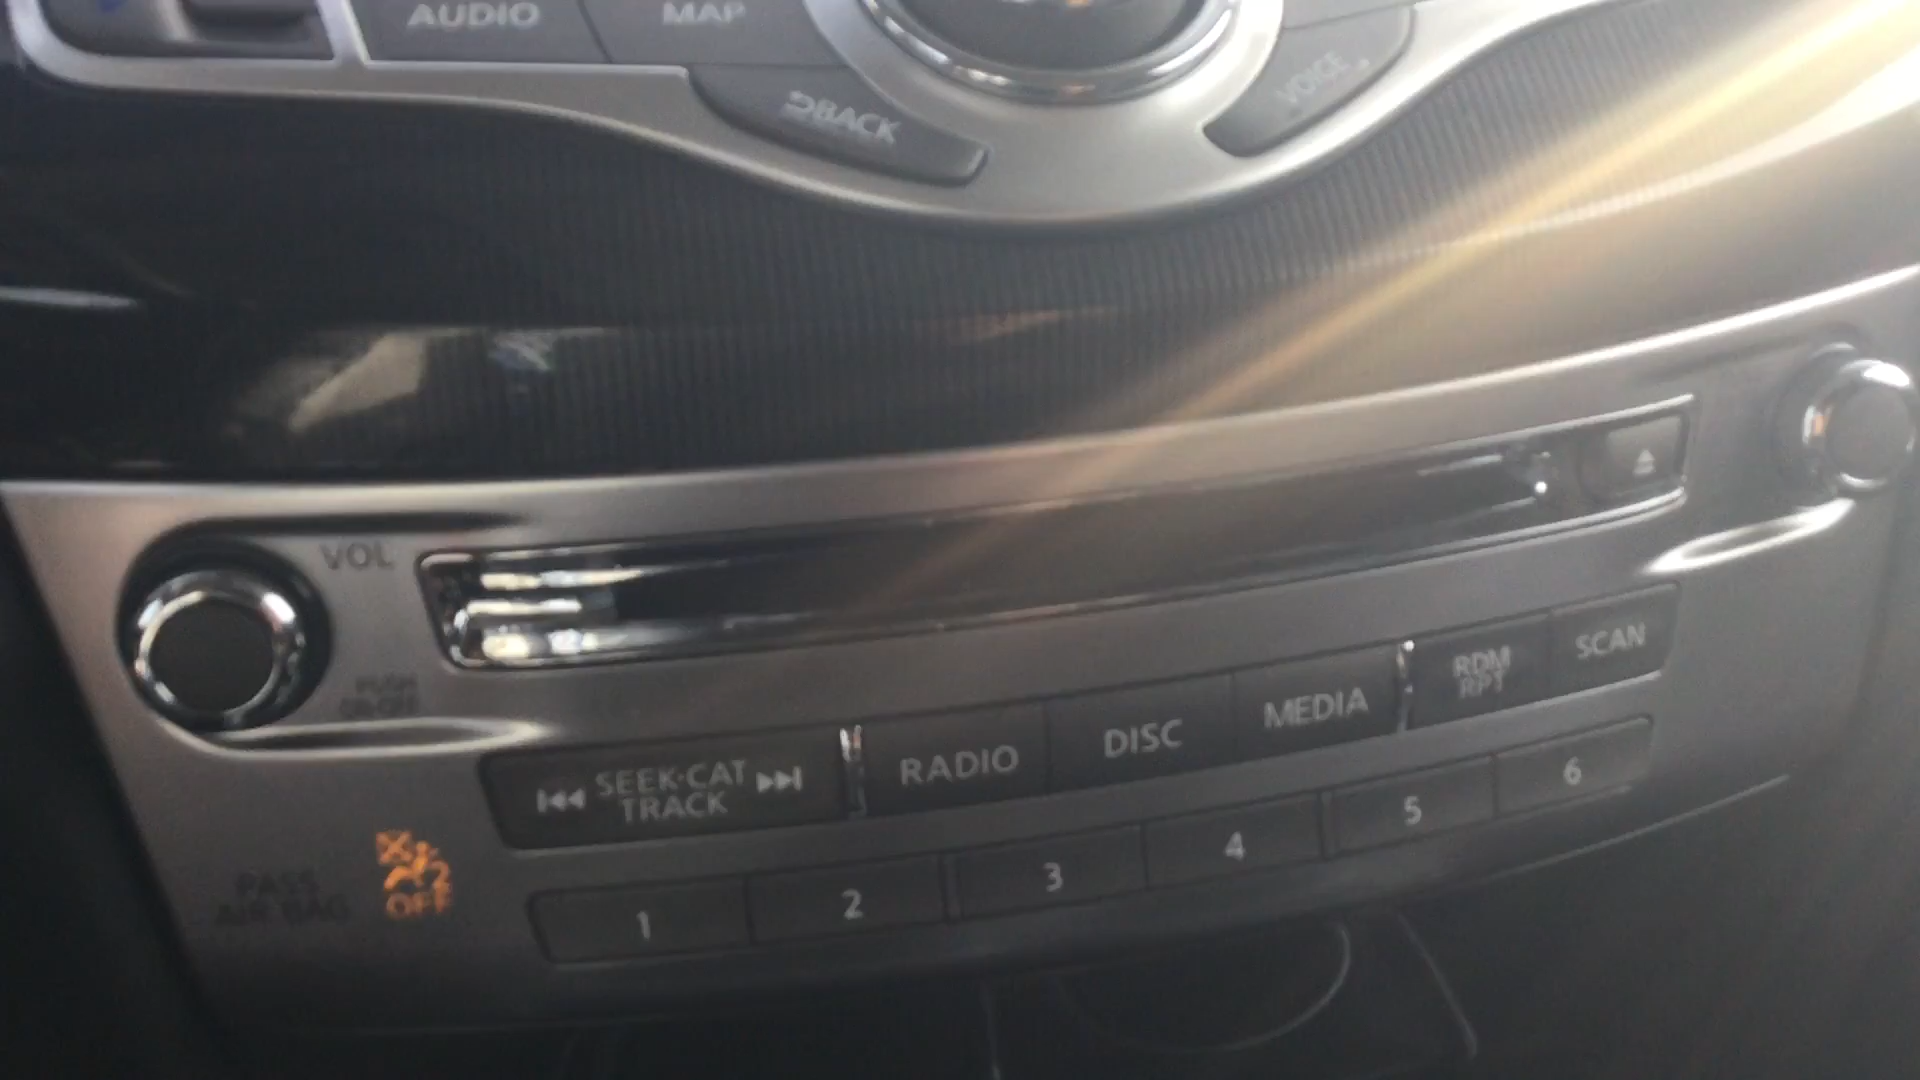 AUDIO
MAP
BACK
VOICE
VOL
PUSH
ON·OFF
SEEK·CAT
TRACK
RADIO
DISC
MEDIA
RDM
RPT
SCAN
PASS
AIR BAG
2
OFF
1
2
3
4
5
6